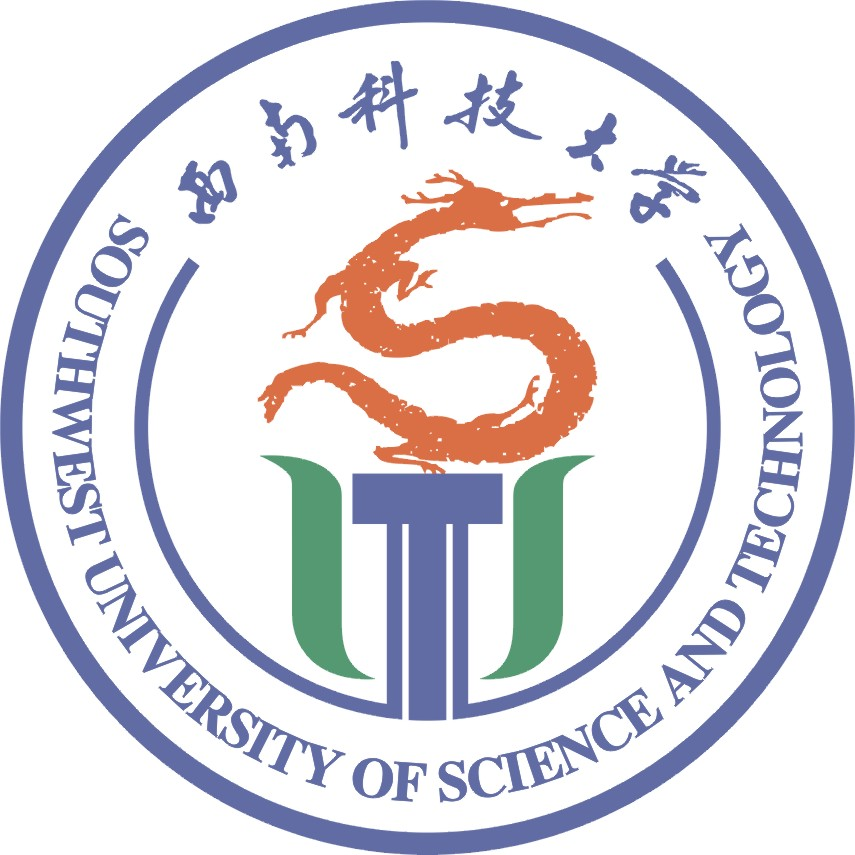 西南科技大学
SOUTHWEST UNIVERSITY OF SCIENCE AND TECHNOLOGY